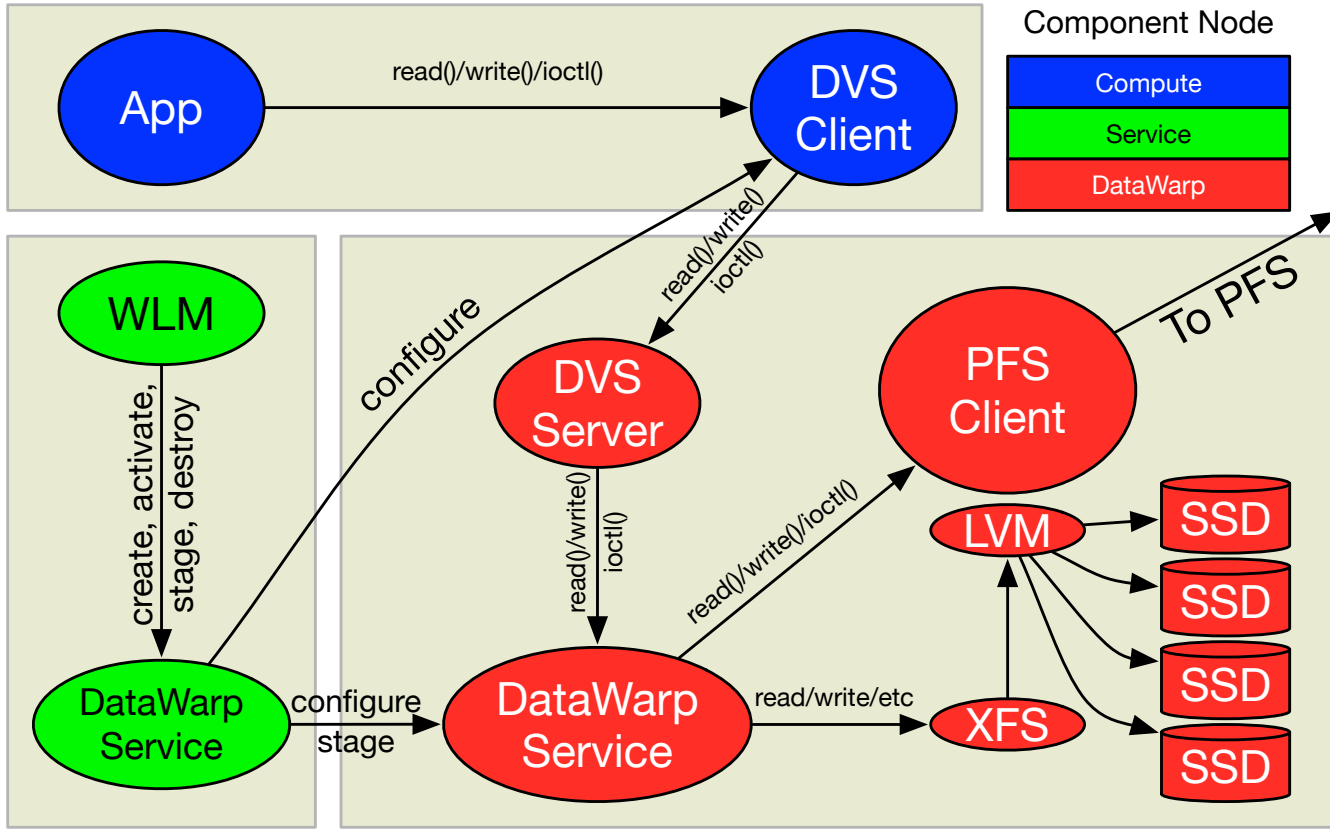 Component Node
Compute
Service
DataWarp
App
read()/write()/ioctl()
DVS
Client
WLM
create, activate,
stage, destroy
DataWarp
Service
configure
configure
stage
read()/write()
ioctl()
DVS
Server
read()/write()
ioctl()
DataWarp
Service
read()/write()/ioctl()
read/write/etc
PFS
Client
To PFS
LVM
XFS
SSD
SSD
SSD
SSD